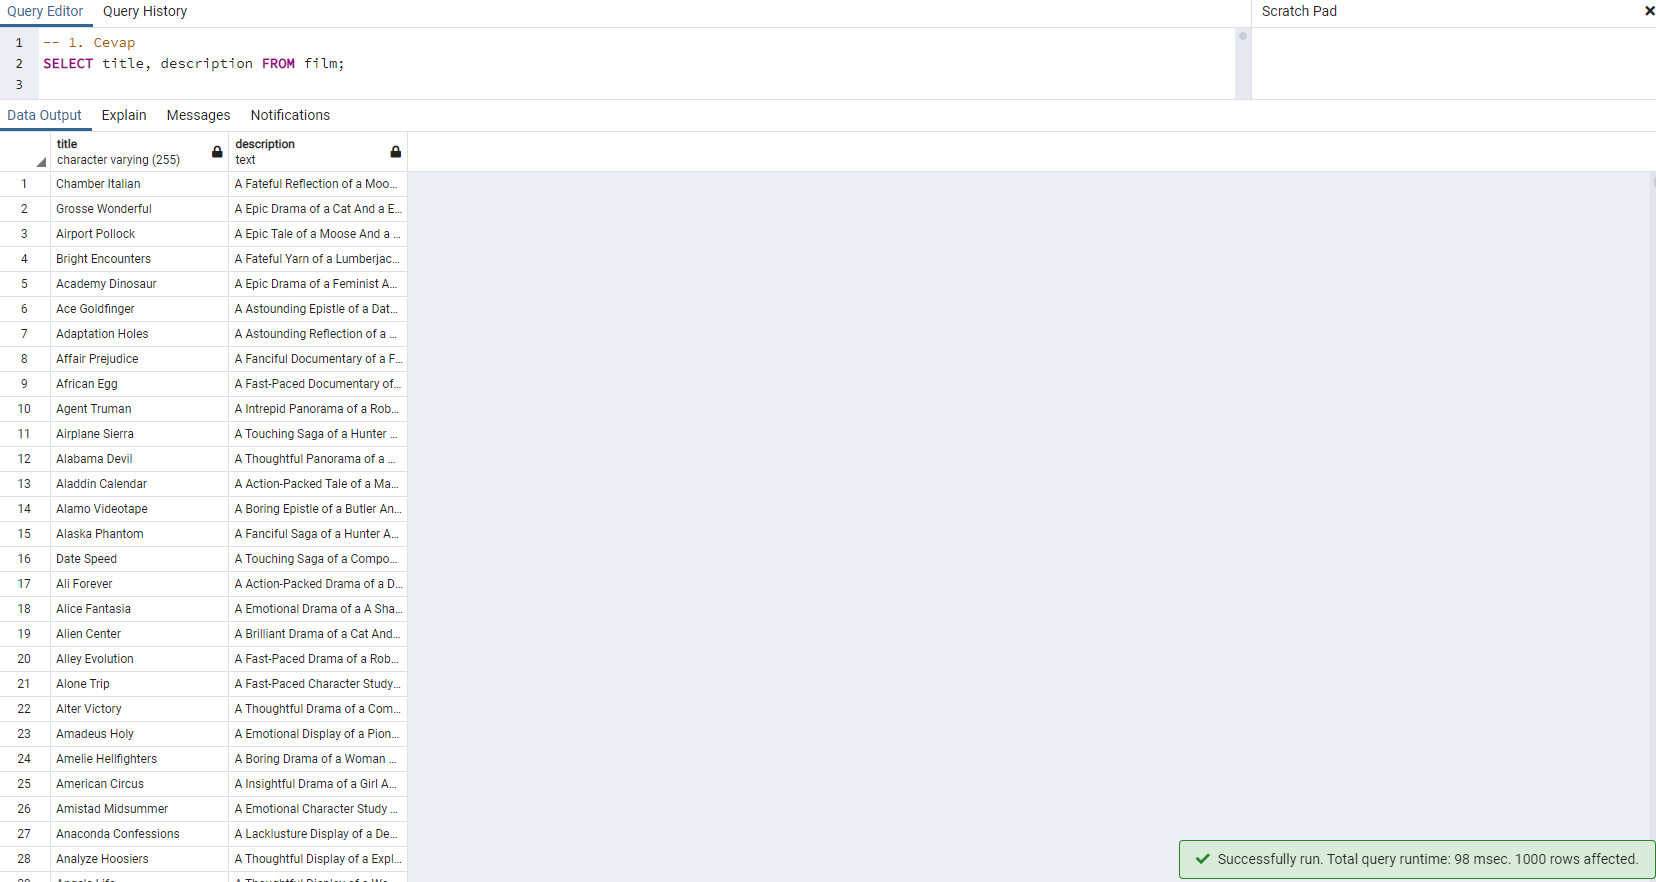 Query Editor Query History Scratch Pad
1 -- 1. Cevap
2 SELECT title, description FROM film;
3
Data Output Explain Messages Notifications
title description
character varying (255) text
1 Chamber Italian A Fateful Reflection of a Moo...
2 Grosse Wonderful A Epic Drama of a Cat And a E...
3 Airport Pollock A Epic Tale of a Moose And a ...
4 Bright Encounters A Fateful Yarn of a Lumberjac...
5 Academy Dinosaur A Epic Drama of a Feminist A...
6 Ace Goldfinger A Astounding Epistle of a Dat...
7 Adaptation Holes A Astounding Reflection of a ...
8 Affair Prejudice A Fanciful Documentary of a F...
9 African Egg A Fast-Paced Documentary of...
10 Agent Truman A Intrepid Panorama of a Rob...
11 Airplane Sierra A Touching Saga of a Hunter ...
12 Alabama Devil A Thoughtful Panorama of a ...
13 Aladdin Calendar A Action-Packed Tale of a Ma...
14 Alamo Videotape A Boring Epistle of a Butler An...
15 Alaska Phantom A Fanciful Saga of a Hunter A...
16 Date Speed A Touching Saga of a Compo...
17 Ali Forever A Action-Packed Drama of a D...
18 Alice Fantasia A Emotional Drama of a A Sha...
19 Alien Center A Brilliant Drama of a Cat And...
20 Alley Evolution A Fast-Paced Drama of a Rob...
21 Alone Trip A Fast-Paced Character Study...
22 Alter Victory A Thoughtful Drama of a Com...
23 Amadeus Holy A Emotional Display of a Pion...
24 Amelie Hellfighters A Boring Drama of a Woman ...
25 American Circus A Insightful Drama of a Girl A...
26 Amistad Midsummer A Emotional Character Study ...
27 Anaconda Confessions A Lacklusture Display of a De...
28 Analyze Hoosiers A Thoughtful Display of a Expl...
Successfully run. Total query runtime: 98 msec. 1000 rows affected.